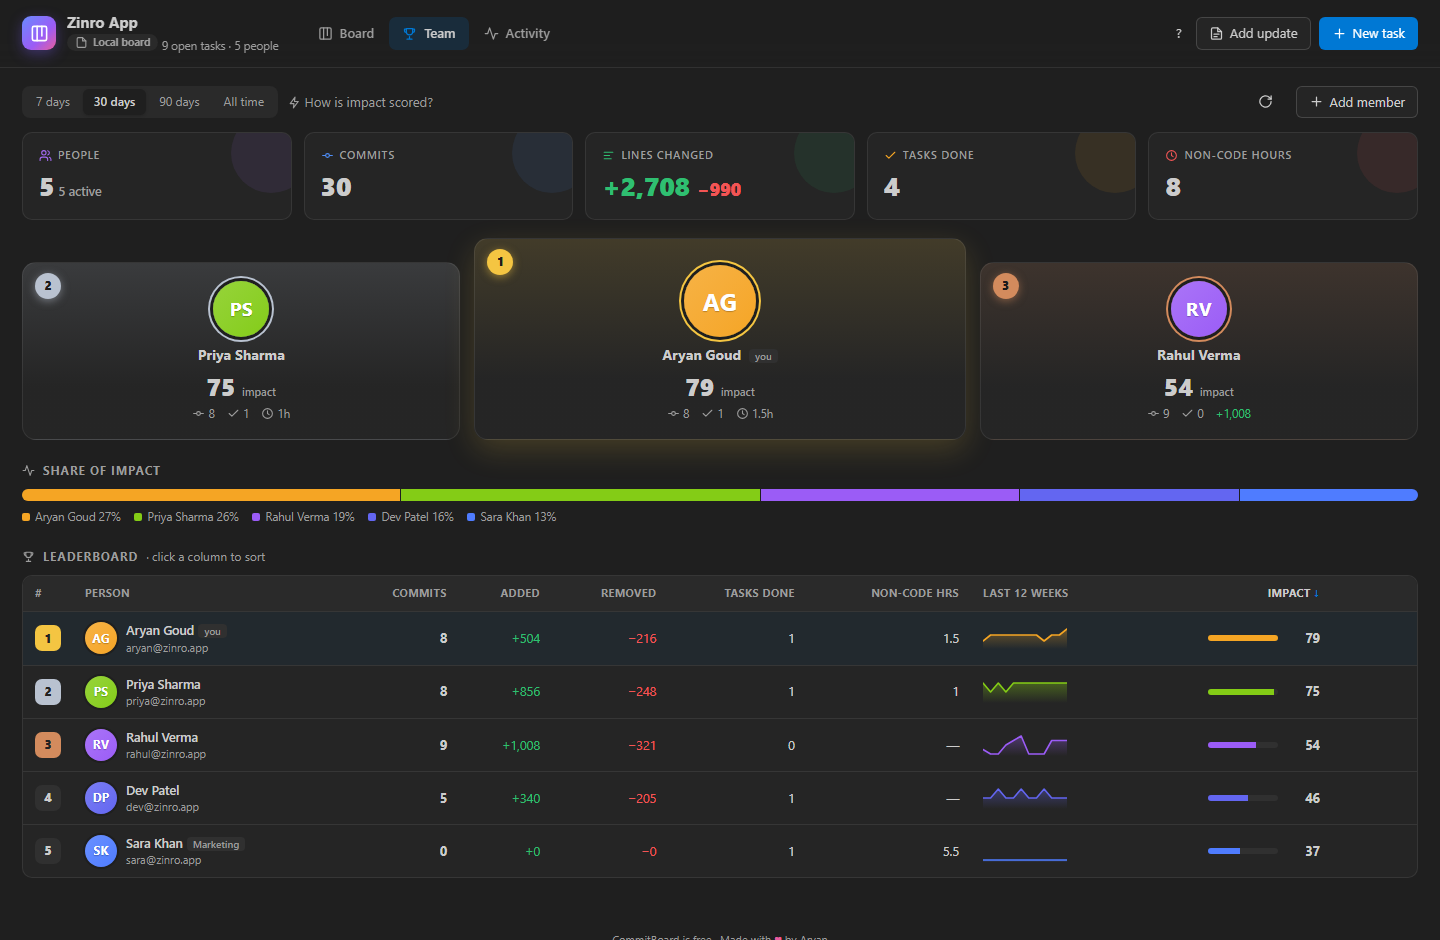 Zinro App
Local board 9 open tasks · 5 people
Board
Team
Activity
?
Add update
+ New task
7 days
30 days
90 days
All time
How is impact scored?
+ Add member
PEOPLE
5 5 active
COMMITS
30
LINES CHANGED
+2,708 −990
TASKS DONE
4
NON-CODE HOURS
8
2
PS
Priya Sharma
75 impact
8 1 1h
1
AG
Aryan Goud you
79 impact
8 1 1.5h
3
RV
Rahul Verma
54 impact
9 0 +1,008
SHARE OF IMPACT
Aryan Goud 27% Priya Sharma 26% Rahul Verma 19% Dev Patel 16% Sara Khan 13%
LEADERBOARD · click a column to sort
# PERSON COMMITS ADDED REMOVED TASKS DONE NON-CODE HRS LAST 12 WEEKS IMPACT ↓
1 AG Aryan Goud you 8 +504 −216 1 1.5 79
aryan@zinro.app
2 PS Priya Sharma 8 +856 −248 1 1 75
priya@zinro.app
3 RV Rahul Verma 9 +1,008 −321 0 — 54
rahul@zinro.app
4 DP Dev Patel 5 +340 −205 1 — 46
dev@zinro.app
5 SK Sara Khan Marketing 0 +0 −0 1 5.5 37
sara@zinro.app
CommitBoard is free · Made with by Aryan